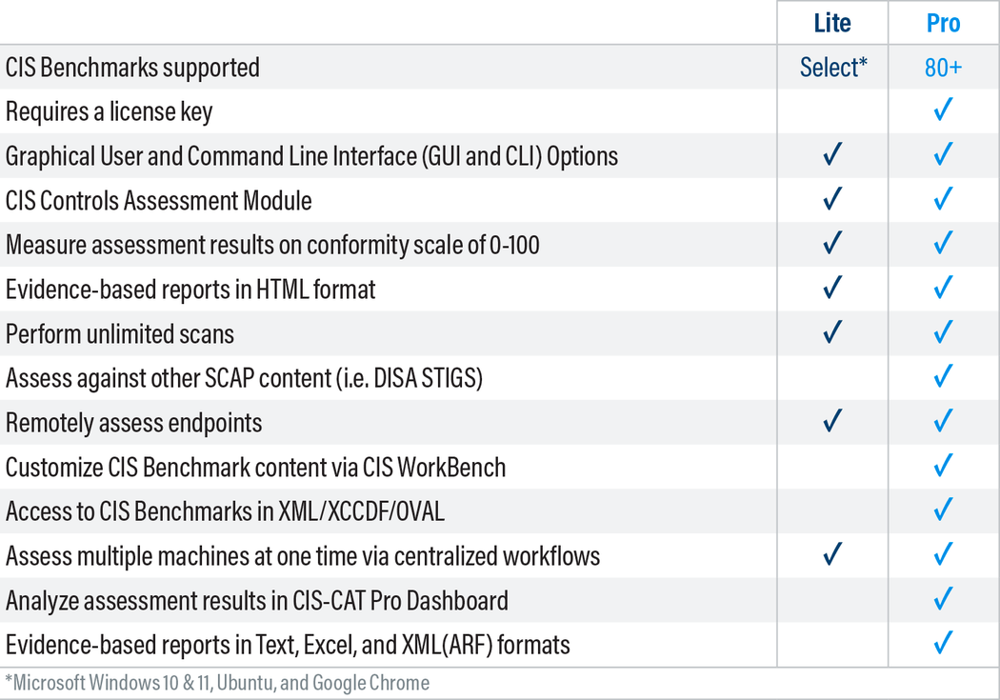 Lite Pro
CIS Benchmarks supported Select* 80+
Requires a license key ✓
Graphical User and Command Line Interface (GUI and CLI) Options ✓ ✓
CIS Controls Assessment Module ✓ ✓
Measure assessment results on conformity scale of 0-100 ✓ ✓
Evidence-based reports in HTML format ✓ ✓
Perform unlimited scans ✓ ✓
Assess against other SCAP content (i.e. DISA STIGS) ✓
Remotely assess endpoints ✓ ✓
Customize CIS Benchmark content via CIS WorkBench ✓
Access to CIS Benchmarks in XML/XCCDF/OVAL ✓
Assess multiple machines at one time via centralized workflows ✓ ✓
Analyze assessment results in CIS-CAT Pro Dashboard ✓
Evidence-based reports in Text, Excel, and XML(ARF) formats ✓
*Microsoft Windows 10 & 11, Ubuntu, and Google Chrome